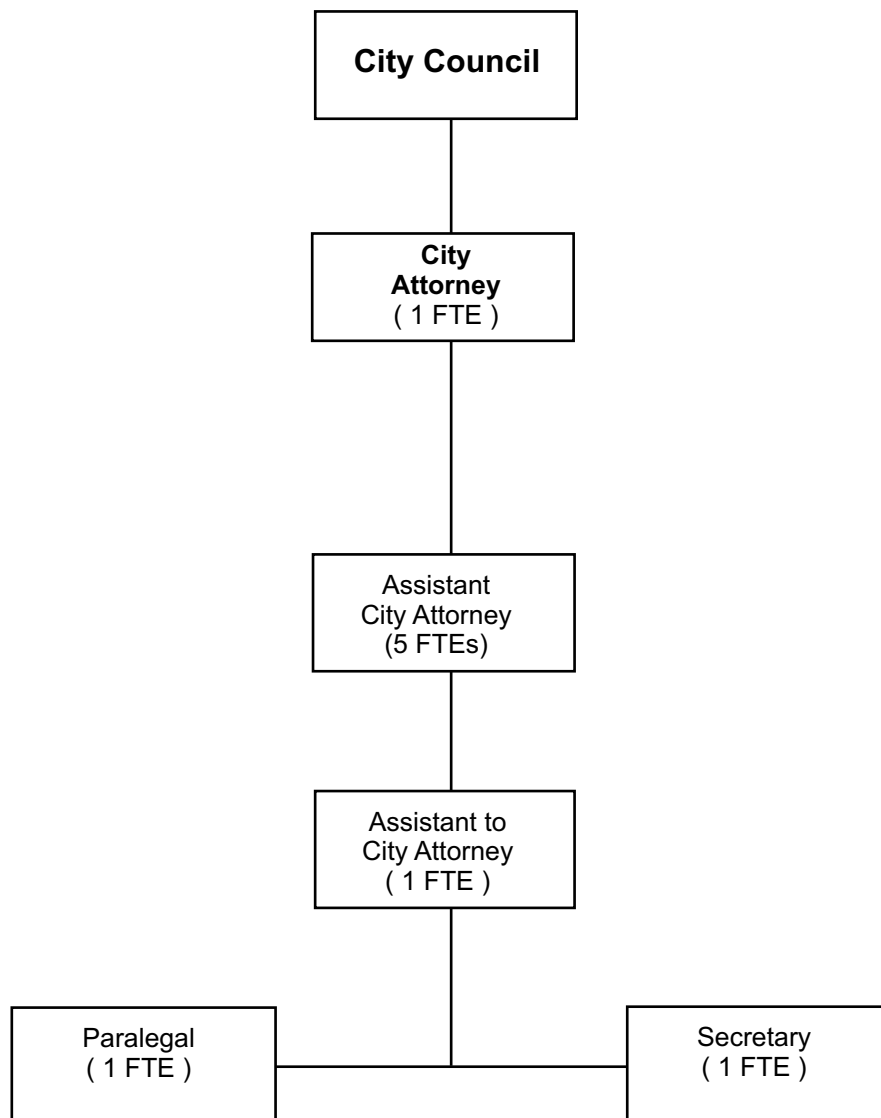 City Council
City
Attorney
( 1 FTE )
Assistant
City Attorney
(5 FTEs)
Assistant to
City Attorney
( 1 FTE )
Paralegal
( 1 FTE )
Secretary
( 1 FTE )